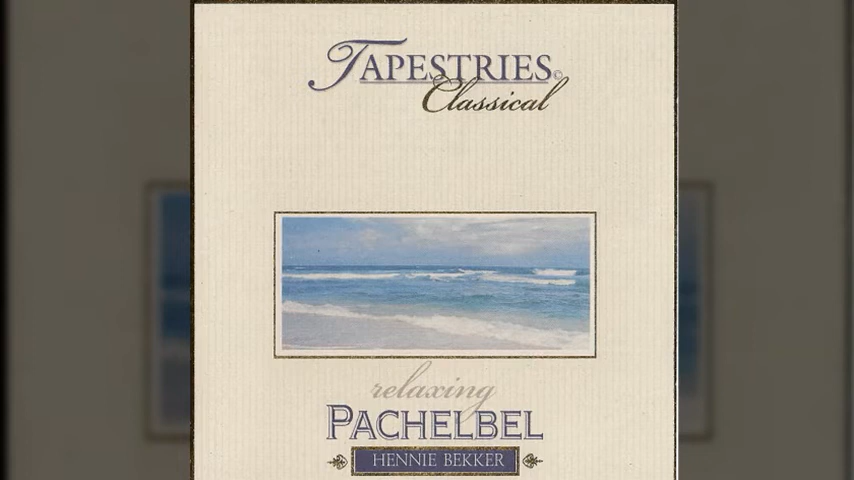 TAPESTRIES©
Classical
relaxing
PACHELBEL
HENNIE BEKKER